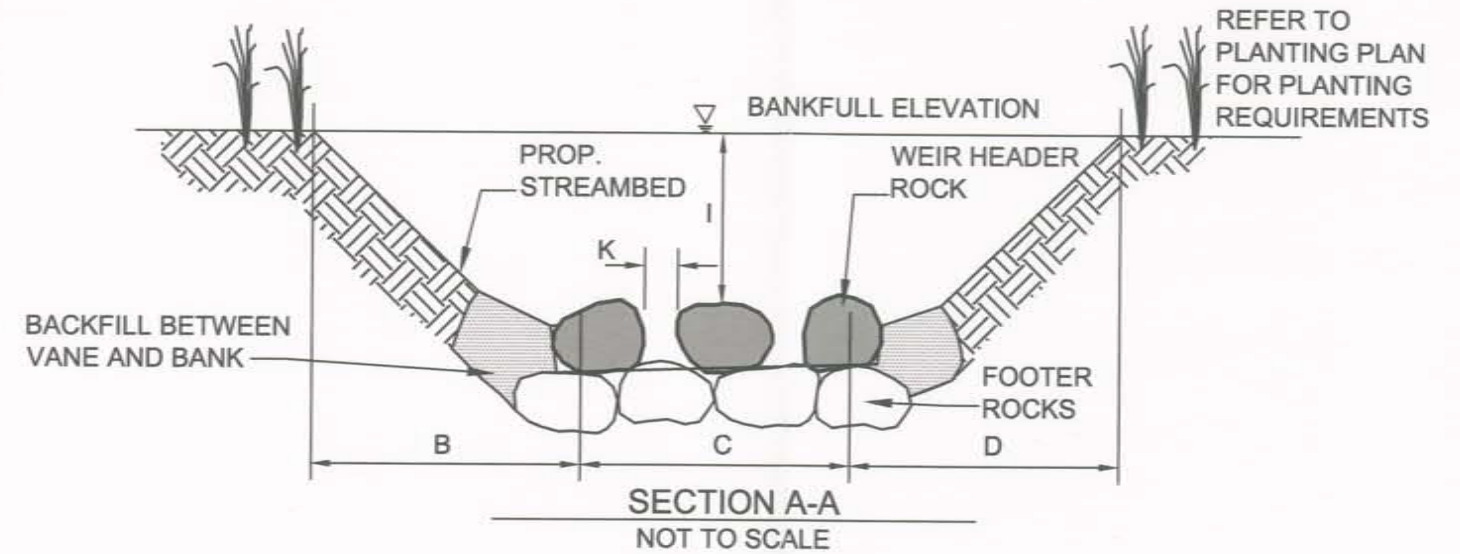 REFER TO
PLANTING PLAN
FOR PLANTING
REQUIREMENTS
BANKFULL ELEVATION
PROP.
STREAMBED
WEIR HEADER
ROCK
I
K
BACKFILL BETWEEN
VANE AND BANK
FOOTER
ROCKS
B
C
D
SECTION A-A
NOT TO SCALE